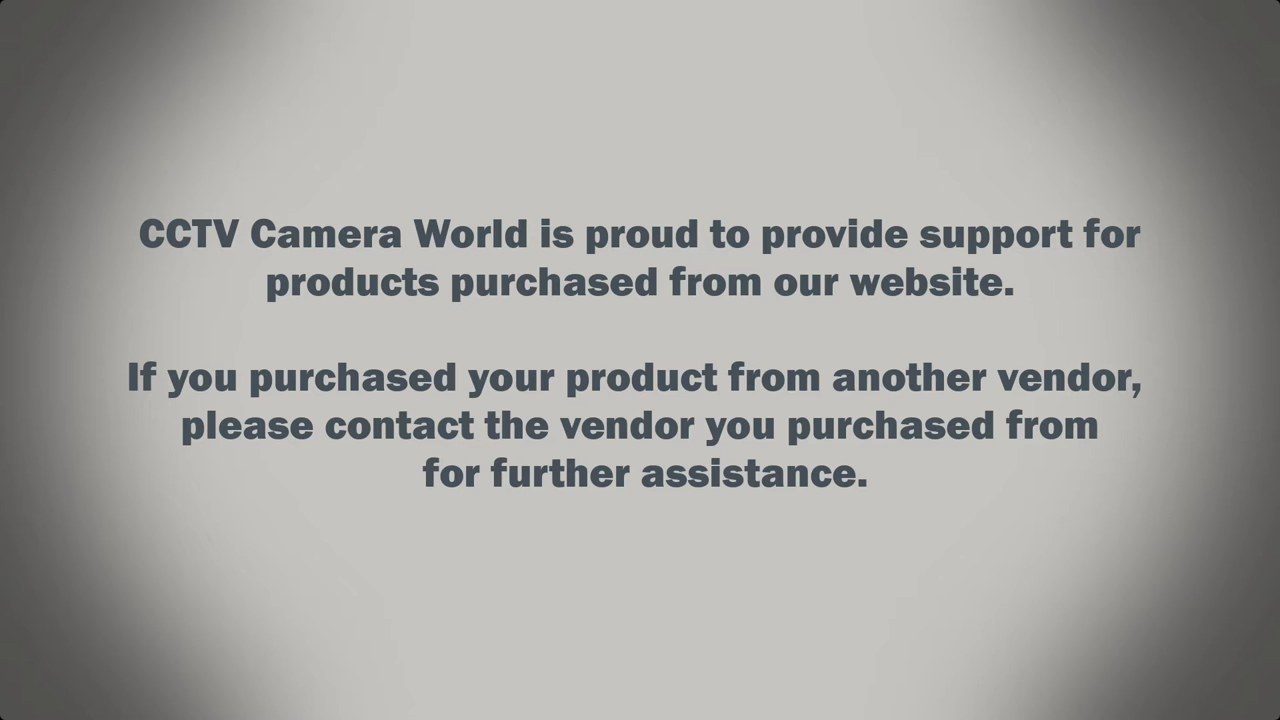 CCTV Camera World is proud to provide support for
products purchased from our website.
If you purchased your product from another vendor,
please contact the vendor you purchased from
for further assistance.